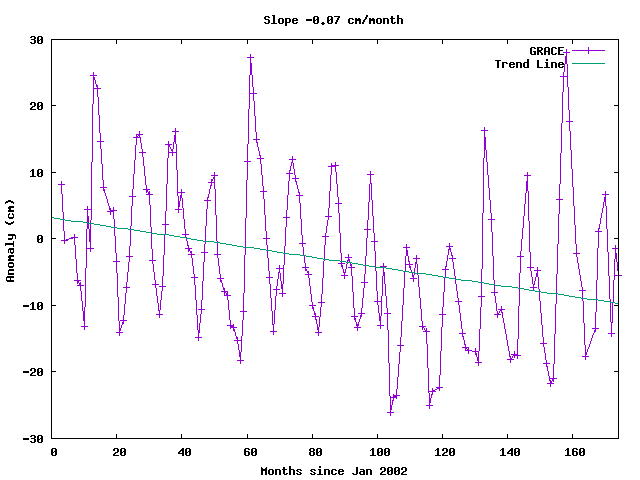 Slope -0.07 cm/month
GRACE
Trend Line
30
20
10
0
-10
-20
-30
Anomaly (cm)
0 20 40 60 80 100 120 140 160
Months since Jan 2002